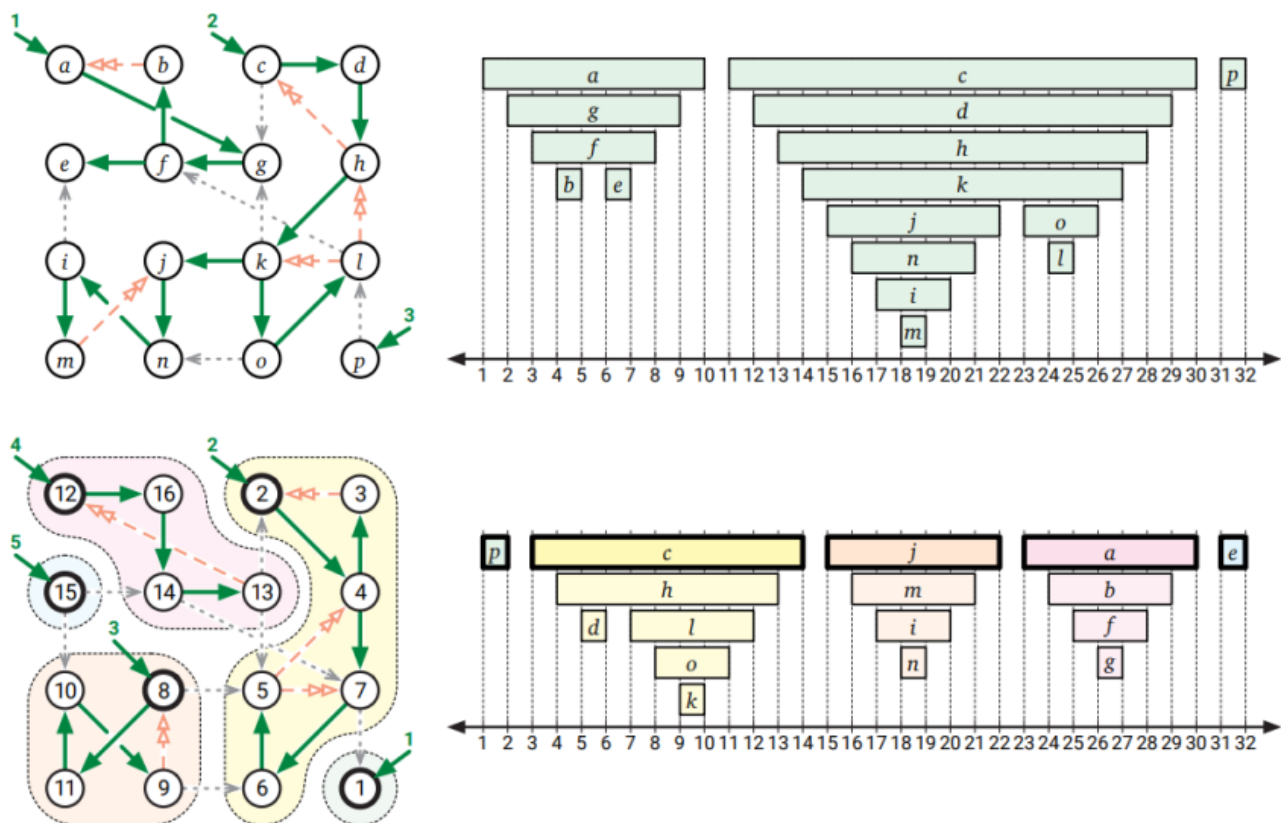 1 2
a b c d
e f g h
i j k l
3
m n o p
a c p
g d
f h
b e k
j o
n l
i
m
1 2 3 4 5 6 7 8 9 10 11 12 13 14 15 16 17 18 19 20 21 22 23 24 25 26 27 28 29 30 31 32
4 2
12 16 2 3
5
15 14 13 4
3
10 8 5 7
1
11 9 6 1
p c j a e
h m b
d l i f
o n g
k
1 2 3 4 5 6 7 8 9 10 11 12 13 14 15 16 17 18 19 20 21 22 23 24 25 26 27 28 29 30 31 32